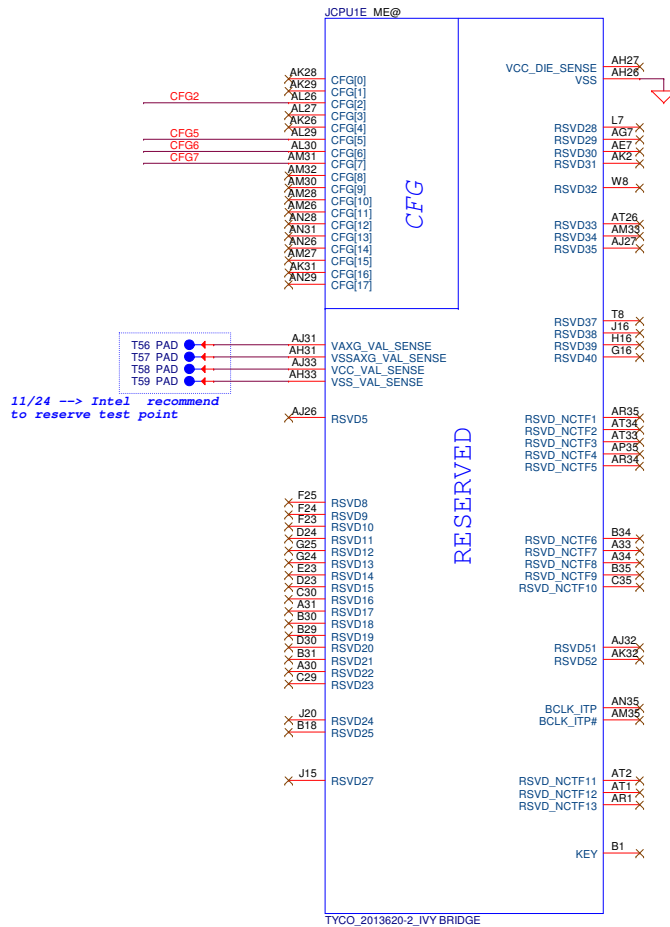 JCPU1E ME@
AK28 CFG[0]
AK29 CFG[1]
CFG2 AL26 CFG[2]
AL27 CFG[3]
AK26 CFG[4]
CFG5 AL29 CFG[5]
CFG6 AL30 CFG[6]
CFG7 AM31 CFG[7]
AM32 CFG[8]
AM30 CFG[9]
AM28 CFG[10]
AM26 CFG[11]
AN28 CFG[12]
AN31 CFG[13]
AN26 CFG[14]
AM27 CFG[15]
AK31 CFG[16]
AN29 CFG[17]
CFG
T56 PAD AJ31 VAXG_VAL_SENSE
T57 PAD AH31 VSSAXG_VAL_SENSE
T58 PAD AJ33 VCC_VAL_SENSE
T59 PAD AH33 VSS_VAL_SENSE
11/24 --> Intel recommend
to reserve test point
AJ26 RSVD5
F25 RSVD8
F24 RSVD9
F23 RSVD10
D24 RSVD11
G25 RSVD12
G24 RSVD13
E23 RSVD14
D23 RSVD15
C30 RSVD16
A31 RSVD17
B30 RSVD18
B29 RSVD19
D30 RSVD20
B31 RSVD21
A30 RSVD22
C29 RSVD23
J20 RSVD24
B18 RSVD25
J15 RSVD27
RESERVED
VCC_DIE_SENSE AH27
VSS AH26
RSVD28 L7
RSVD29 AG7
RSVD30 AE7
RSVD31 AK2
RSVD32 W8
RSVD33 AT26
RSVD34 AM33
RSVD35 AJ27
RSVD37 T8
RSVD38 J16
RSVD39 H16
RSVD40 G16
RSVD_NCTF1 AR35
RSVD_NCTF2 AT34
RSVD_NCTF3 AT33
RSVD_NCTF4 AP35
RSVD_NCTF5 AR34
RSVD_NCTF6 B34
RSVD_NCTF7 A33
RSVD_NCTF8 A34
RSVD_NCTF9 B35
RSVD_NCTF10 C35
RSVD51 AJ32
RSVD52 AK32
BCLK_ITP AN35
BCLK_ITP# AM35
RSVD_NCTF11 AT2
RSVD_NCTF12 AT1
RSVD_NCTF13 AR1
KEY B1
TYCO_2013620-2_IVY BRIDGE